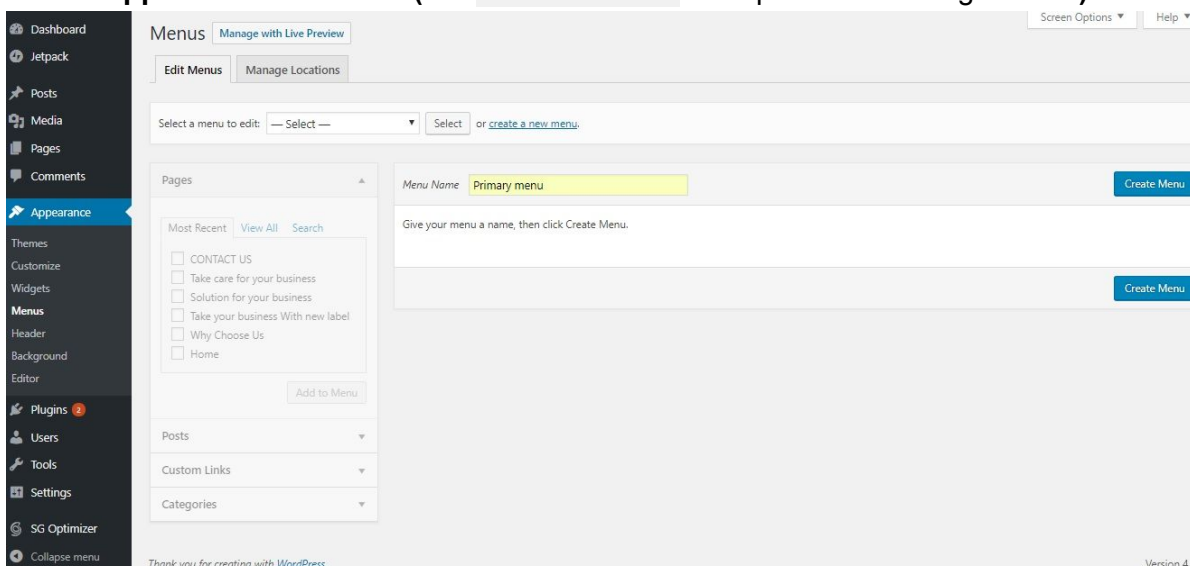 Dashboard
Jetpack
Posts
Media
Pages
Comments
Appearance
Themes
Customize
Widgets
Menus
Header
Background
Editor
Plugins 2
Users
Tools
Settings
SG Optimizer
Collapse menu
Screen Options ▼ Help ▼
Menus Manage with Live Preview
Edit Menus Manage Locations
Select a menu to edit: — Select — ▼ Select or create a new menu.
Pages
Most Recent View All Search
CONTACT US
Take care for your business
Solution for your business
Take your business With new label
Why Choose Us
Home
Add to Menu
Posts
Custom Links
Categories
Menu Name Primary menu Create Menu
Give your menu a name, then click Create Menu.
Create Menu
Thank you for creating with WordPress
Version 4